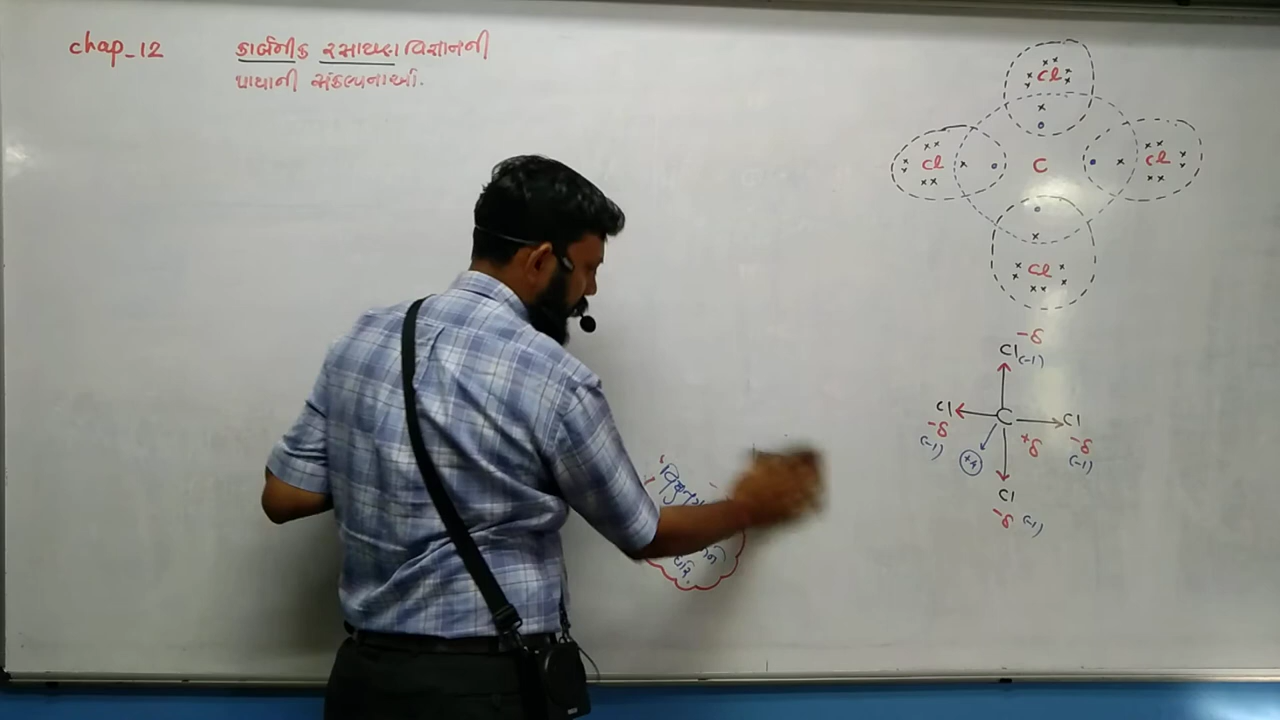 chap_12
કાર્બનીક રસાયણ વિજ્ઞાનની
પાયાની સંકલ્પનાઓ.
Cl
Cl C Cl
Cl
-δ
Cl (-1)
Cl C Cl
-δ +δ -δ
(-1) +4 (-1)
Cl
-δ (-1)